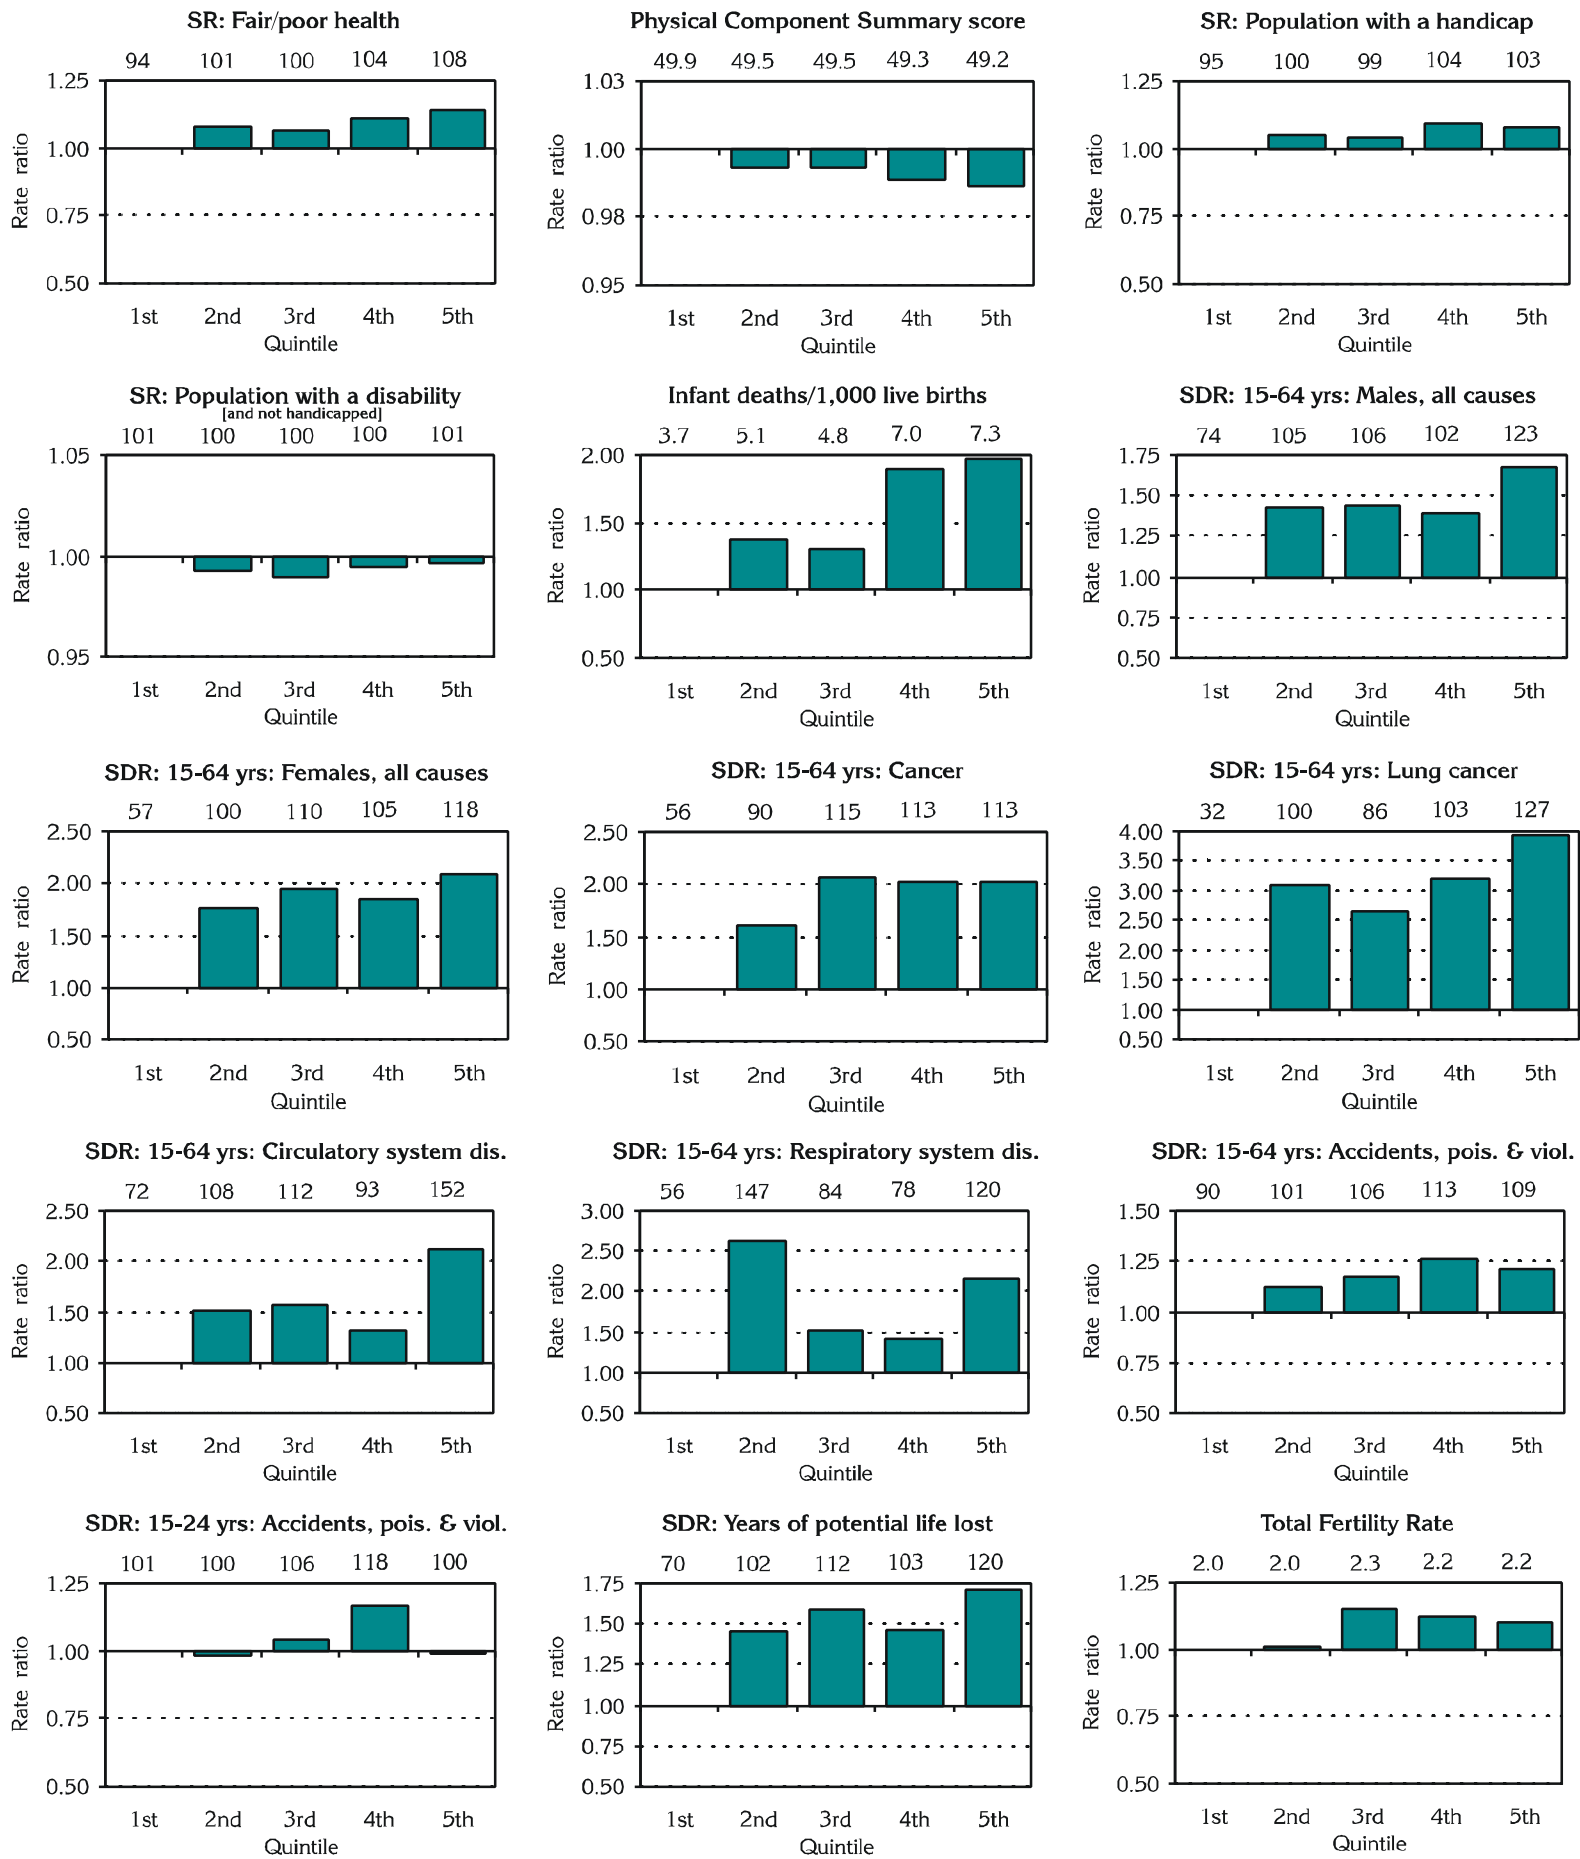 SR: Fair/poor health
94 101 100 104 108
1.25
1.00
0.75
0.50
Rate ratio
1st 2nd 3rd 4th 5th
Quintile
Physical Component Summary score
49.9 49.5 49.5 49.3 49.2
1.03
1.00
0.98
0.95
Rate ratio
1st 2nd 3rd 4th 5th
Quintile
SR: Population with a handicap
95 100 99 104 103
1.25
1.00
0.75
0.50
Rate ratio
1st 2nd 3rd 4th 5th
Quintile
SR: Population with a disability
[and not handicapped]
101 100 100 100 101
1.05
1.00
0.95
Rate ratio
1st 2nd 3rd 4th 5th
Quintile
Infant deaths/1,000 live births
3.7 5.1 4.8 7.0 7.3
2.00
1.50
1.00
0.50
Rate ratio
1st 2nd 3rd 4th 5th
Quintile
SDR: 15-64 yrs: Males, all causes
74 105 106 102 123
1.75
1.50
1.25
1.00
0.75
0.50
Rate ratio
1st 2nd 3rd 4th 5th
Quintile
SDR: 15-64 yrs: Females, all causes
57 100 110 105 118
2.50
2.00
1.50
1.00
0.50
Rate ratio
1st 2nd 3rd 4th 5th
Quintile
SDR: 15-64 yrs: Cancer
56 90 115 113 113
2.50
2.00
1.50
1.00
0.50
Rate ratio
1st 2nd 3rd 4th 5th
Quintile
SDR: 15-64 yrs: Lung cancer
32 100 86 103 127
4.00
3.50
3.00
2.50
2.00
1.50
1.00
0.50
Rate ratio
1st 2nd 3rd 4th 5th
Quintile
SDR: 15-64 yrs: Circulatory system dis.
72 108 112 93 152
2.50
2.00
1.50
1.00
0.50
Rate ratio
1st 2nd 3rd 4th 5th
Quintile
SDR: 15-64 yrs: Respiratory system dis.
56 147 84 78 120
3.00
2.50
2.00
1.50
1.00
0.50
Rate ratio
1st 2nd 3rd 4th 5th
Quintile
SDR: 15-64 yrs: Accidents, pois. & viol.
90 101 106 113 109
1.50
1.25
1.00
0.75
0.50
Rate ratio
1st 2nd 3rd 4th 5th
Quintile
SDR: 15-24 yrs: Accidents, pois. & viol.
101 100 106 118 100
1.25
1.00
0.75
0.50
Rate ratio
1st 2nd 3rd 4th 5th
Quintile
SDR: Years of potential life lost
70 102 112 103 120
1.75
1.50
1.25
1.00
0.75
0.50
Rate ratio
1st 2nd 3rd 4th 5th
Quintile
Total Fertility Rate
2.0 2.0 2.3 2.2 2.2
1.25
1.00
0.75
0.50
Rate ratio
1st 2nd 3rd 4th 5th
Quintile